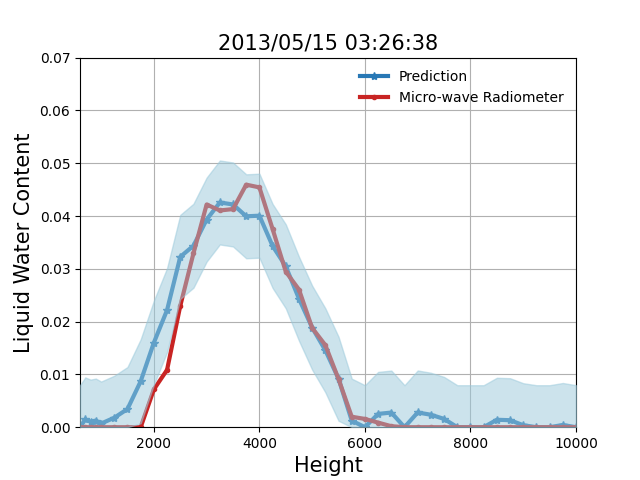 2013/05/15 03:26:38
Prediction
Micro-wave Radiometer
Liquid Water Content
0.07
0.06
0.05
0.04
0.03
0.02
0.01
0.00
2000 4000 6000 8000 10000
Height